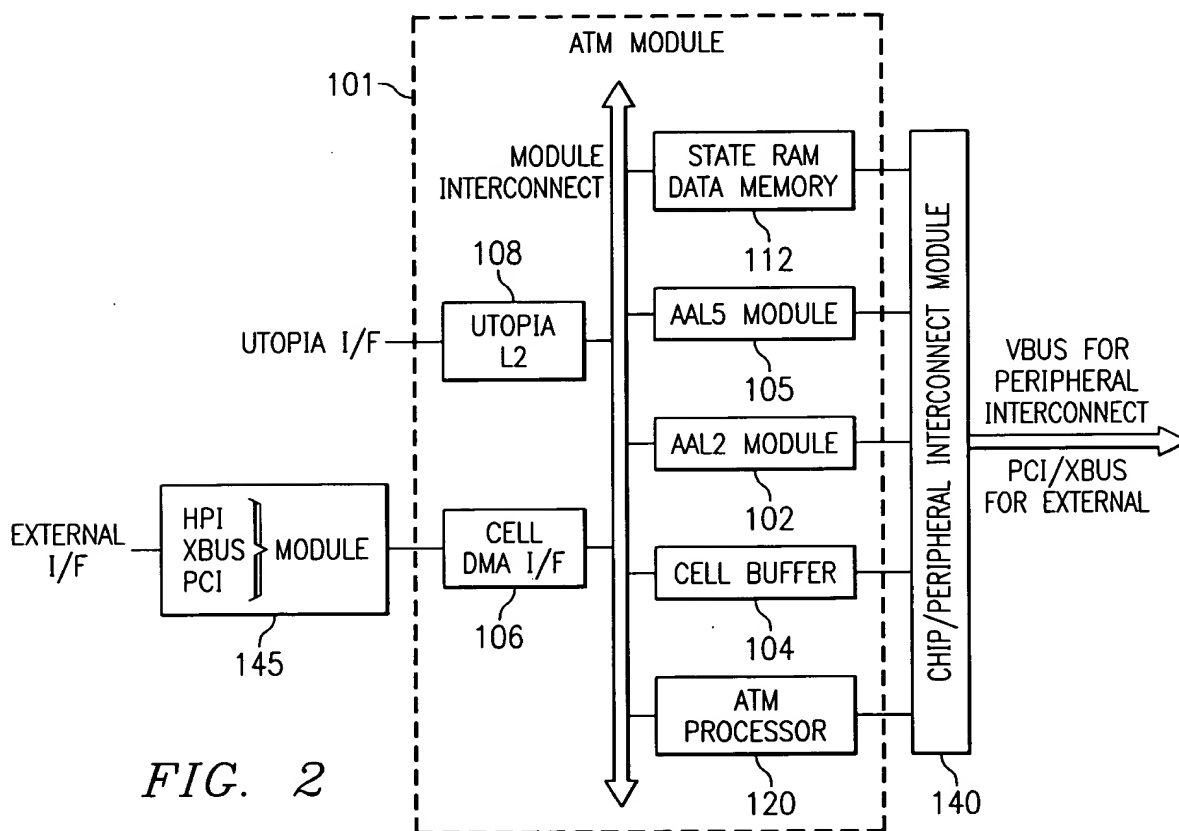 ATM MODULE
101
MODULE
INTERCONNECT
STATE RAM
DATA MEMORY
112
108
UTOPIA I/F
UTOPIA
L2
AAL5 MODULE
105
AAL2 MODULE
102
CHIP/PERIPHERAL INTERCONNECT MODULE
VBUS FOR
PERIPHERAL
INTERCONNECT
PCI/XBUS
FOR EXTERNAL
EXTERNAL
I/F
HPI
XBUS
PCI
MODULE
145
CELL
DMA I/F
106
CELL BUFFER
104
ATM
PROCESSOR
120
140
FIG. 2